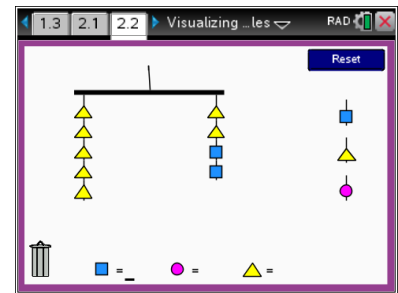 1.3 2.1 2.2 Visualizing ...les RAD
Reset
=_ = =